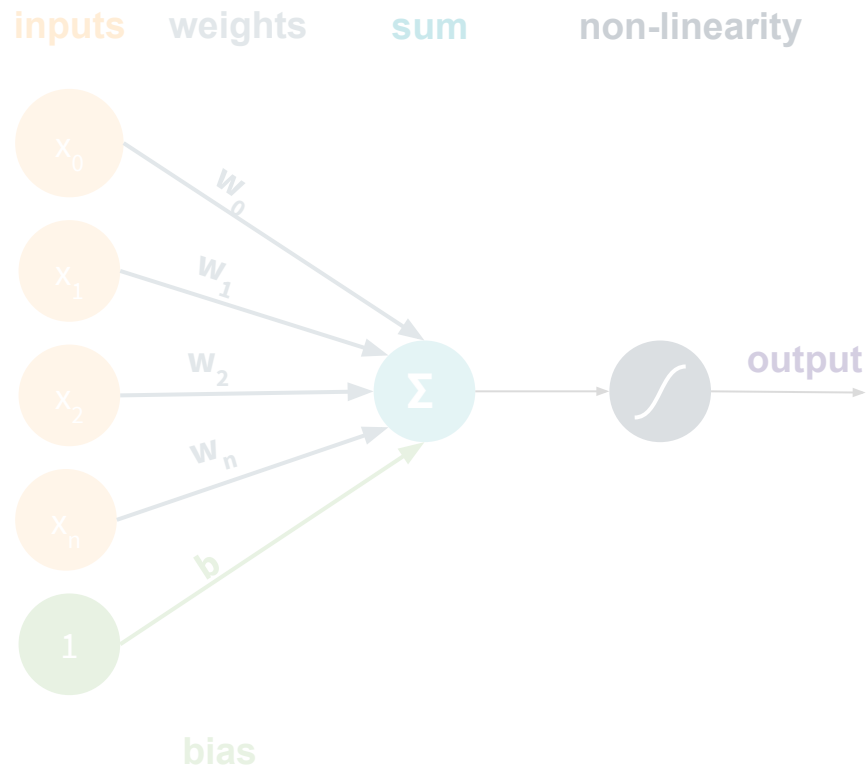 inputs weights sum non-linearity
x0
w0
x1
w1
x2
w2
Σ
output
xn
wn
b
1
bias